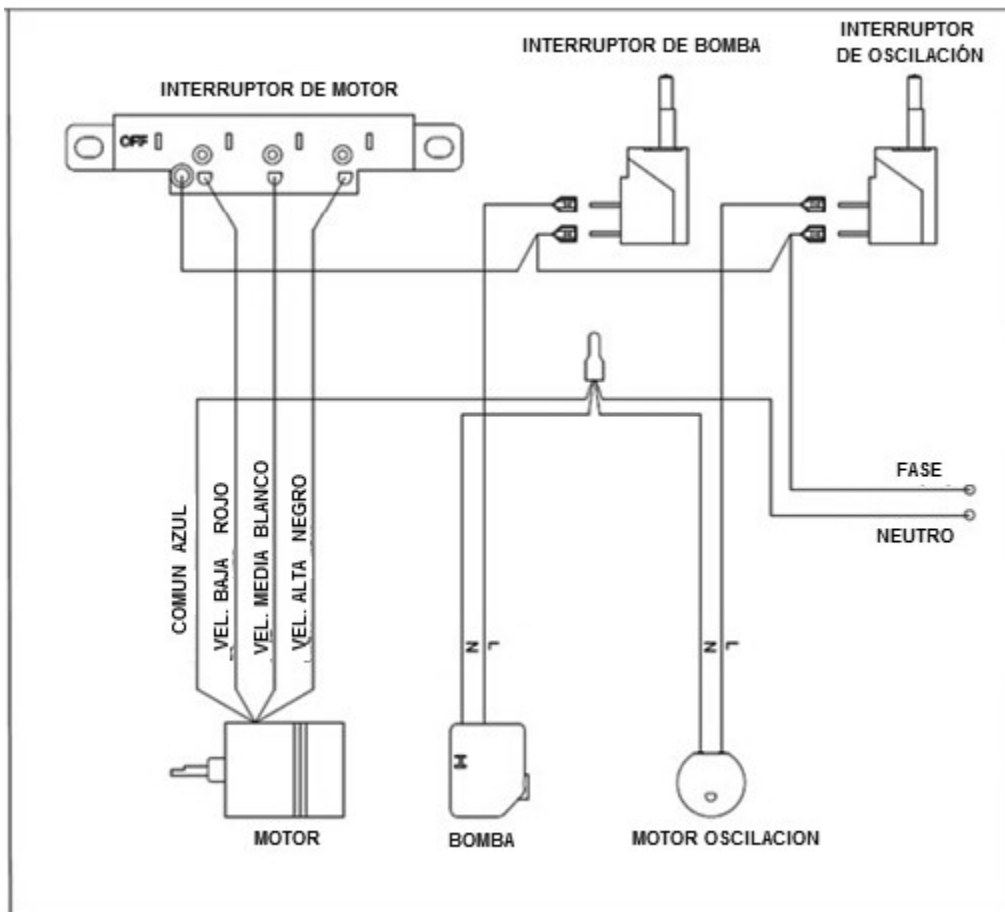 INTERRUPTOR
DE OSCILACIÓN
INTERRUPTOR DE BOMBA
INTERRUPTOR DE MOTOR
OFF
FASE
NEUTRO
COMUN AZUL
VEL. BAJA ROJO
VEL. MEDIA BLANCO
VEL. ALTA NEGRO
N
L
N
L
MOTOR
BOMBA
MOTOR OSCILACION